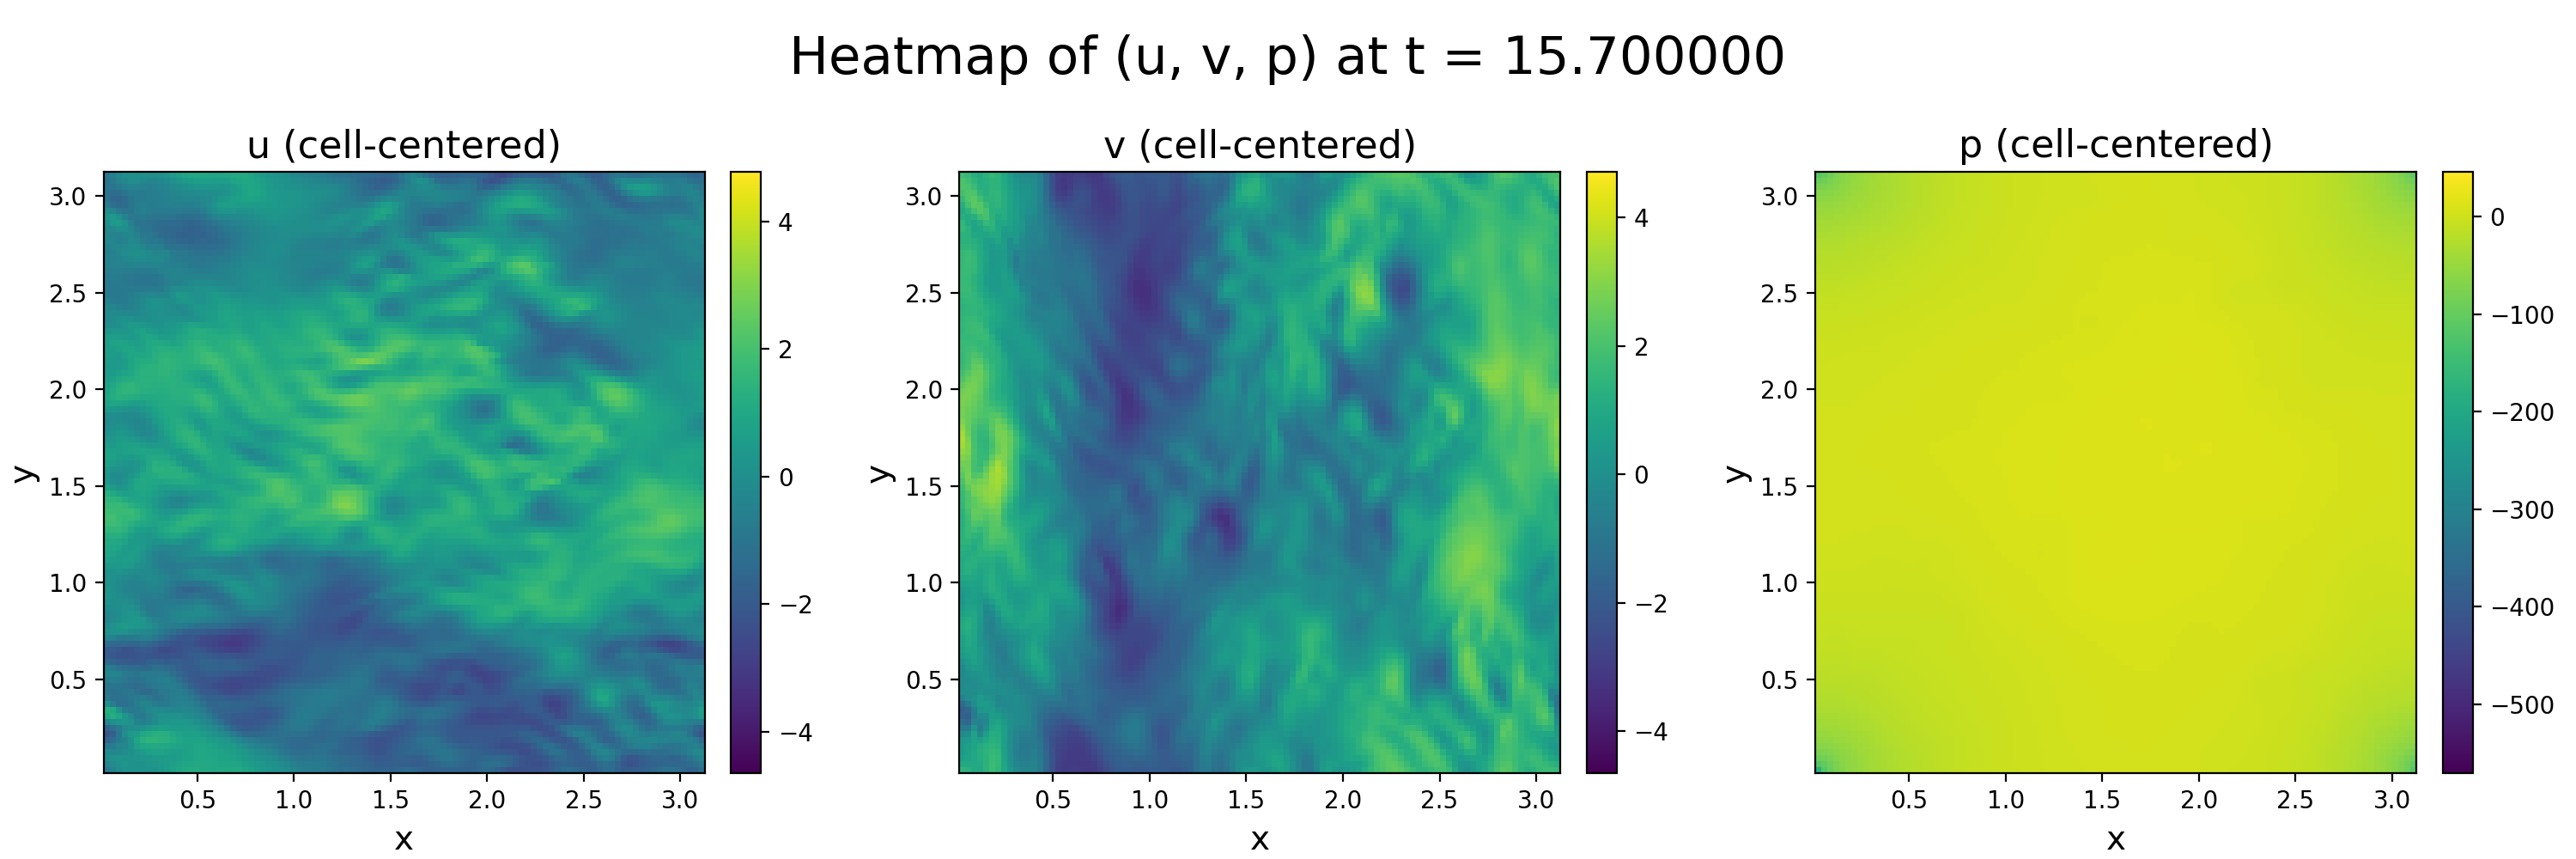 Heatmap of (u, v, p) at t = 15.700000
u (cell-centered)
v (cell-centered)
p (cell-centered)
y
3.0
2.5
2.0
1.5
1.0
0.5
0.5 1.0 1.5 2.0 2.5 3.0
x
4
2
0
−2
−4
y
3.0
2.5
2.0
1.5
1.0
0.5
0.5 1.0 1.5 2.0 2.5 3.0
x
4
2
0
−2
−4
y
3.0
2.5
2.0
1.5
1.0
0.5
0.5 1.0 1.5 2.0 2.5 3.0
x
0
−100
−200
−300
−400
−500